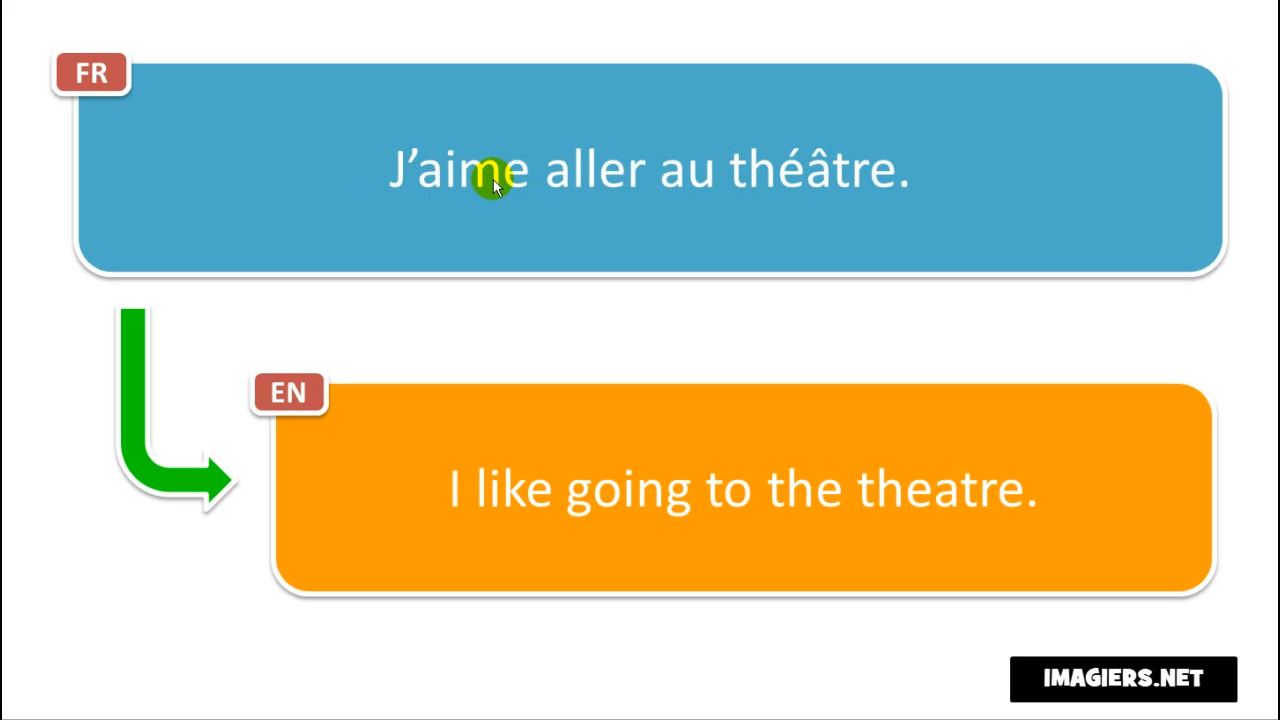 FR
J’aime aller au théâtre.
EN
I like going to the theatre.
IMAGIERS.NET